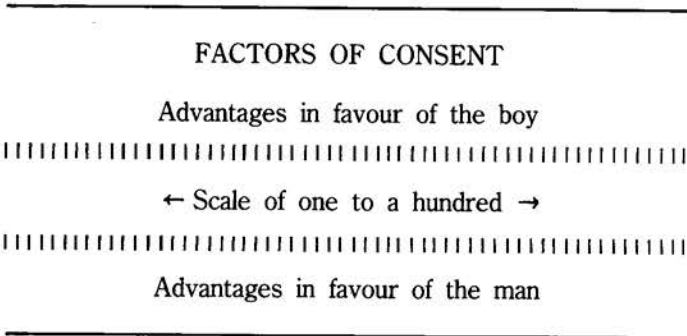 FACTORS OF CONSENT
Advantages in favour of the boy
← Scale of one to a hundred →
Advantages in favour of the man